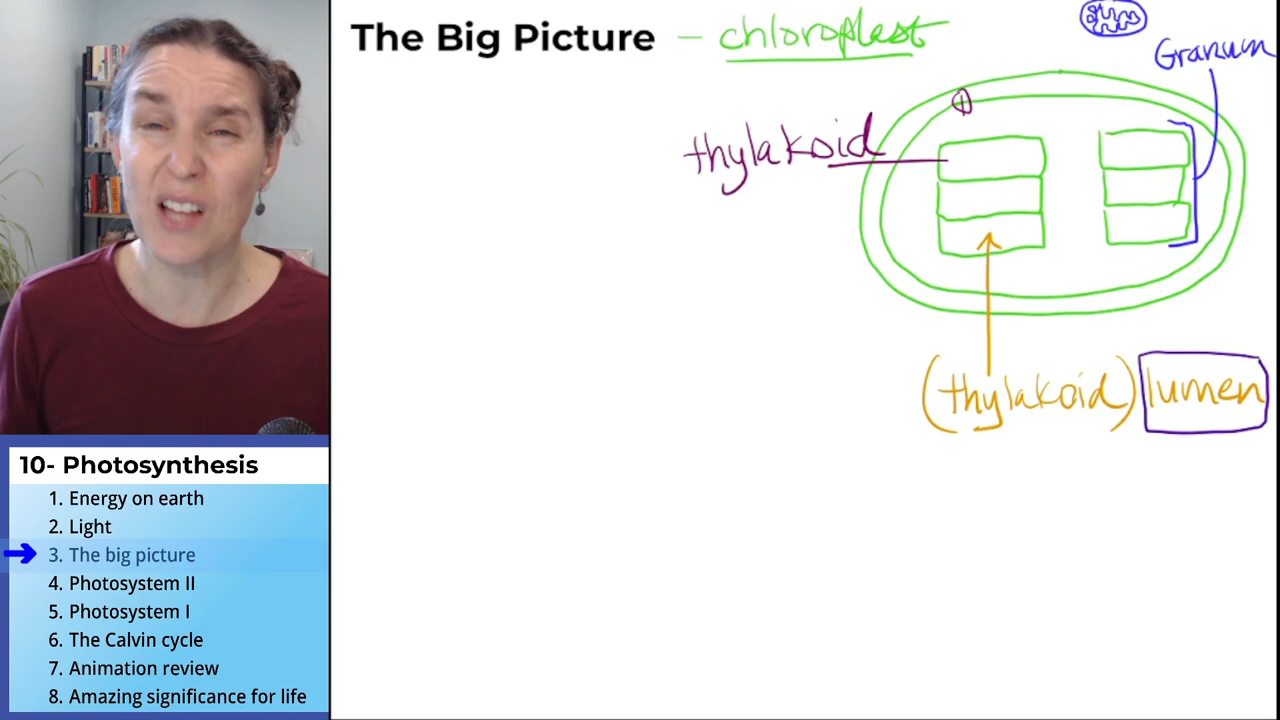 The Big Picture - chloroplast
Granum
thylakoid
(thylakoid) lumen
10- Photosynthesis
1. Energy on earth
2. Light
3. The big picture
4. Photosystem II
5. Photosystem I
6. The Calvin cycle
7. Animation review
8. Amazing significance for life